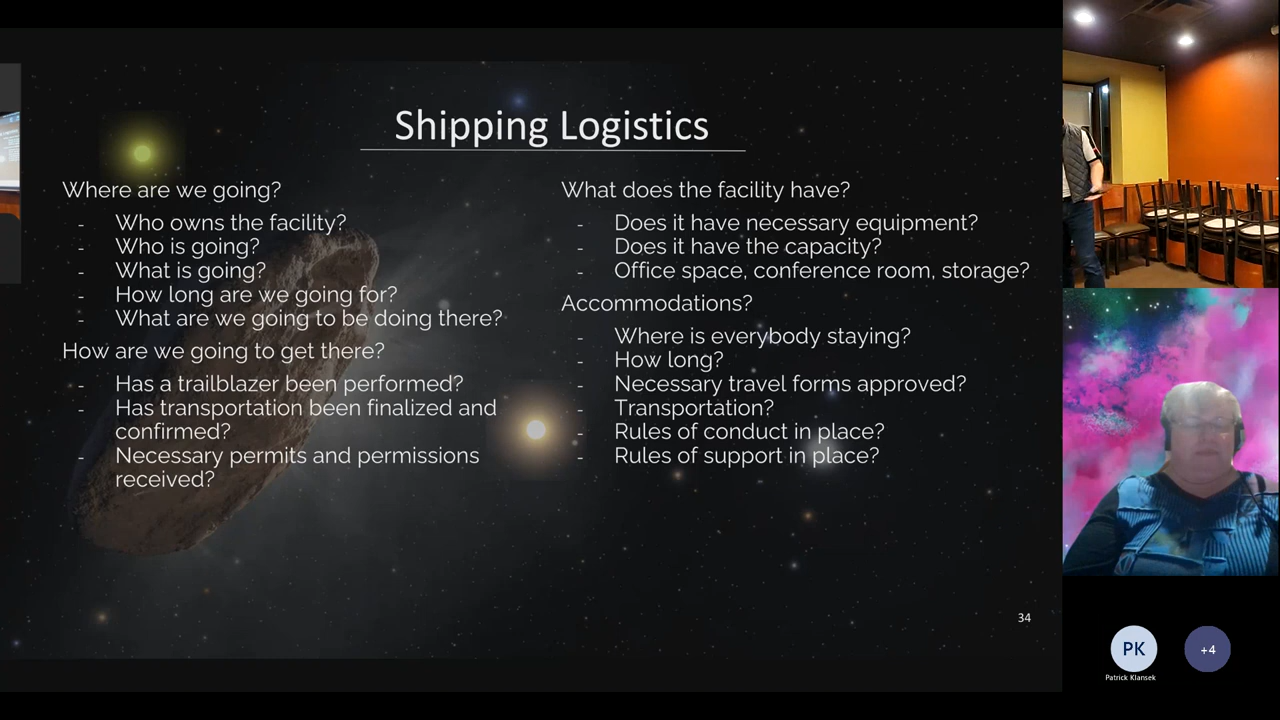 Shipping Logistics
Where are we going?
- Who owns the facility?
- Who is going?
- What is going?
- How long are we going for?
- What are we going to be doing there?
How are we going to get there?
- Has a trailblazer been performed?
- Has transportation been finalized and
confirmed?
- Necessary permits and permissions
received?
What does the facility have?
- Does it have necessary equipment?
- Does it have the capacity?
- Office space, conference room, storage?
Accommodations?
- Where is everybody staying?
- How long?
- Necessary travel forms approved?
- Transportation?
- Rules of conduct in place?
- Rules of support in place?
34
PK
Patrick Klansek
+4